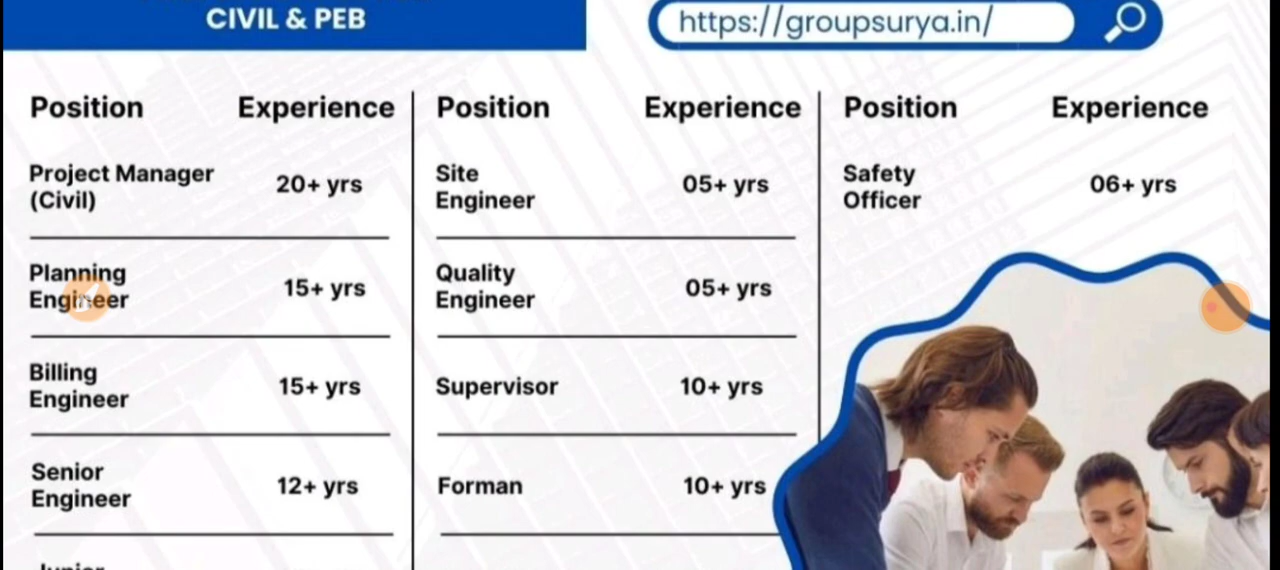 CIVIL & PEB
https://groupsurya.in/
Position Experience
Project Manager
(Civil)
20+ yrs
Planning
Engineer
15+ yrs
Billing
Engineer
15+ yrs
Senior
Engineer
12+ yrs
Position Experience
Site
Engineer
05+ yrs
Quality
Engineer
05+ yrs
Supervisor 10+ yrs
Forman 10+ yrs
Position Experience
Safety
Officer
06+ yrs